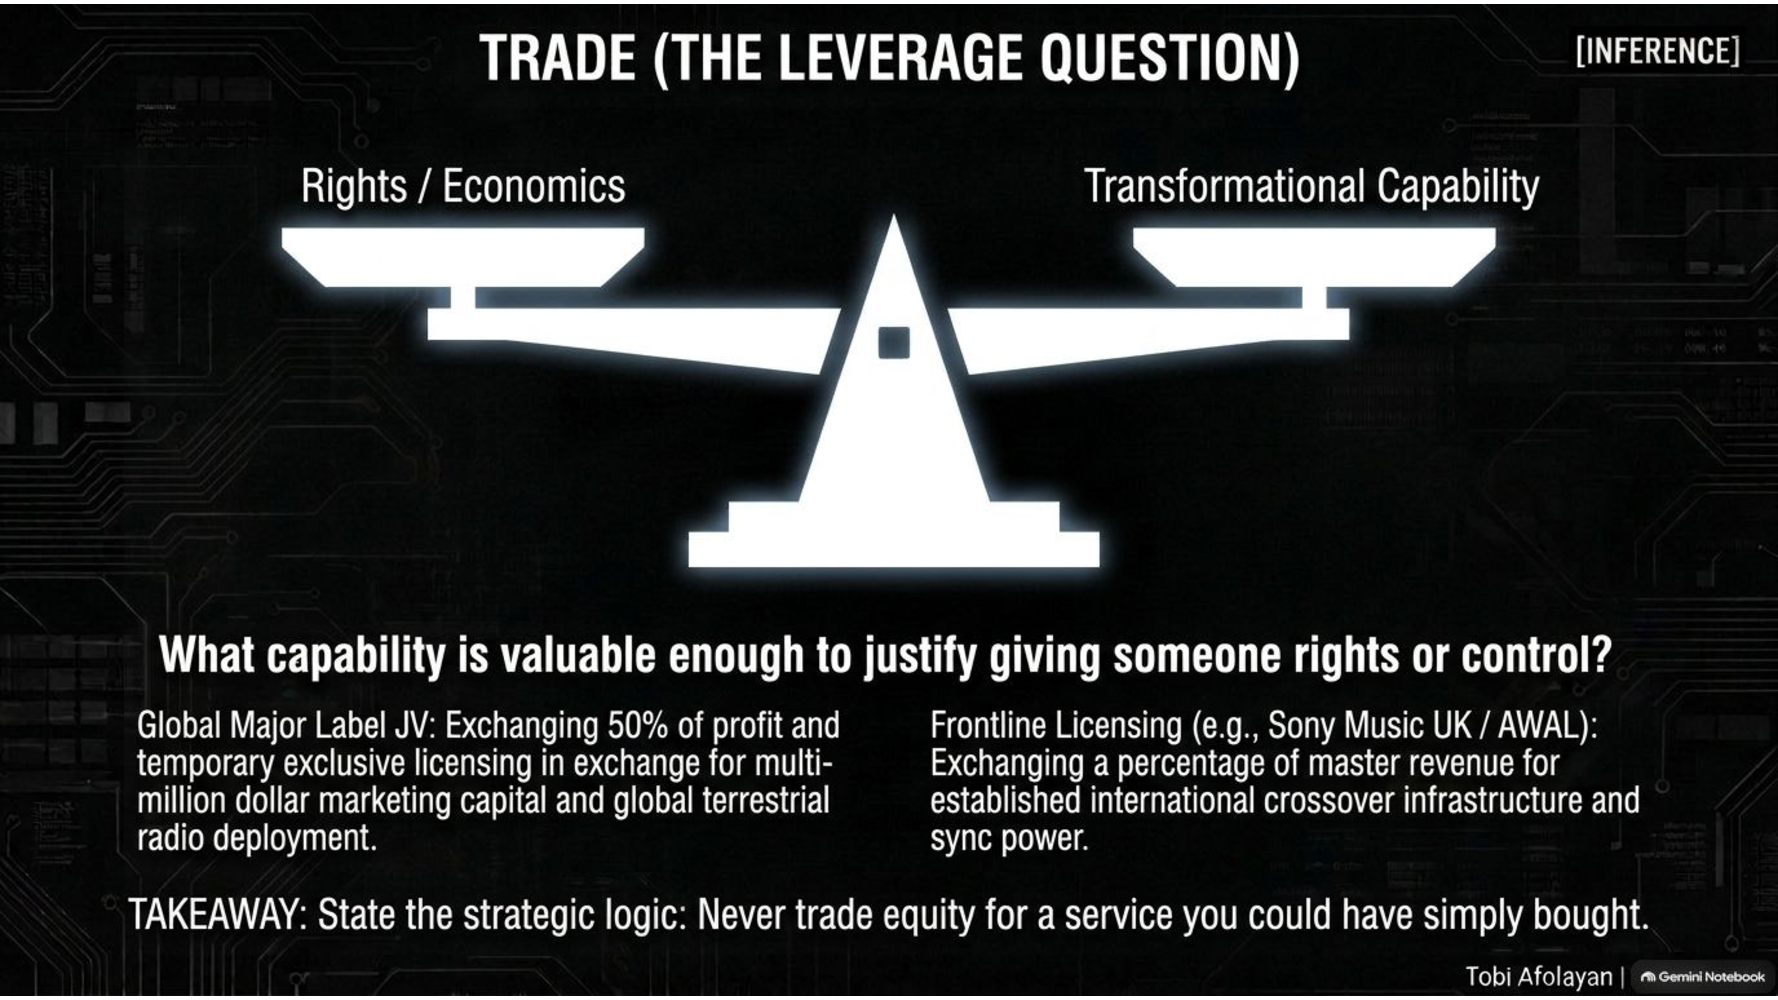 TRADE (THE LEVERAGE QUESTION)
[INFERENCE]
Rights / Economics
Transformational Capability
What capability is valuable enough to justify giving someone rights or control?
Global Major Label JV: Exchanging 50% of profit and
temporary exclusive licensing in exchange for multi-
million dollar marketing capital and global terrestrial
radio deployment.
Frontline Licensing (e.g., Sony Music UK / AWAL):
Exchanging a percentage of master revenue for
established international crossover infrastructure and
sync power.
TAKEAWAY: State the strategic logic: Never trade equity for a service you could have simply bought.
Tobi Afolayan | Gemini Notebook